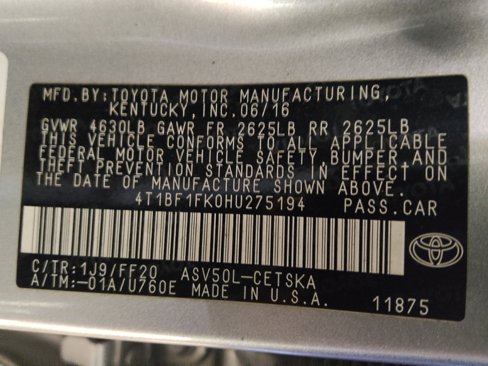 MFD.BY:TOYOTA MOTOR MANUFACTURING,
KENTUCKY,INC.06/16
GVWR 4630LB GAWR FR 2625LB RR 2625LB
THIS VEHICLE CONFORMS TO ALL APPLICABLE
FEDERAL MOTOR VEHICLE SAFETY,BUMPER,AND
THEFT PREVENTION STANDARDS IN EFFECT ON
THE DATE OF MANUFACTURE SHOWN ABOVE.
4T1BF1FK0HU275194 PASS.CAR
C/TR:1J9/FF20 ASV50L-CETSKA
A/TM:-01A/U760E MADE IN U.S.A. 11875